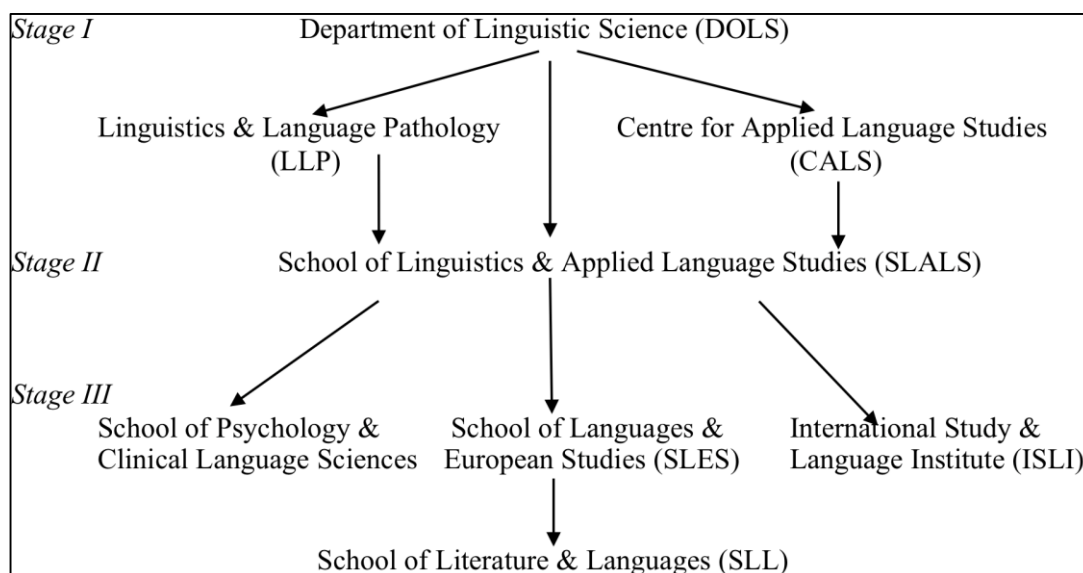 Stage I Department of Linguistic Science (DOLS)
Linguistics & Language Pathology
(LLP)
Centre for Applied Language Studies
(CALS)
Stage II School of Linguistics & Applied Language Studies (SLALS)
Stage III
School of Psychology &
Clinical Language Sciences
School of Languages &
European Studies (SLES)
International Study &
Language Institute (ISLI)
School of Literature & Languages (SLL)